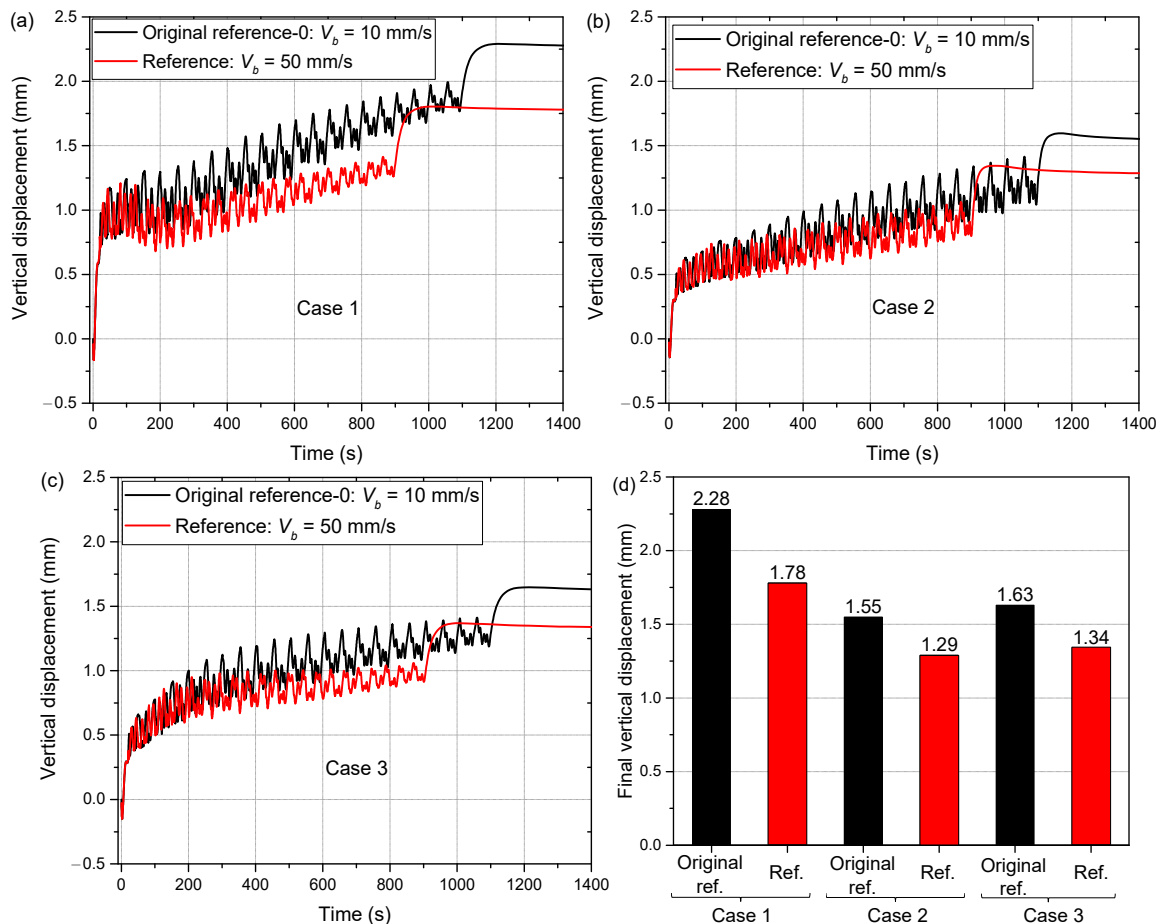 (a)
Original reference-0: V_b = 10 mm/s
Reference: V_b = 50 mm/s
Vertical displacement (mm)
2.5
2.0
1.5
1.0
0.5
0.0
−0.5
Case 1
0 200 400 600 800 1000 1200 1400
Time (s)
(b)
Original reference-0: V_b = 10 mm/s
Reference: V_b = 50 mm/s
Vertical displacement (mm)
2.5
2.0
1.5
1.0
0.5
0.0
−0.5
Case 2
0 200 400 600 800 1000 1200 1400
Time (s)
(c)
Original reference-0: V_b = 10 mm/s
Reference: V_b = 50 mm/s
Vertical displacement (mm)
2.5
2.0
1.5
1.0
0.5
0.0
−0.5
Case 3
0 200 400 600 800 1000 1200 1400
Time (s)
(d)
Final vertical displacement (mm)
2.5
2.0
1.5
1.0
0.5
0.0
2.28
1.78
1.55
1.29
1.63
1.34
Original Ref. Original Ref. Original Ref.
ref. ref. ref.
Case 1 Case 2 Case 3